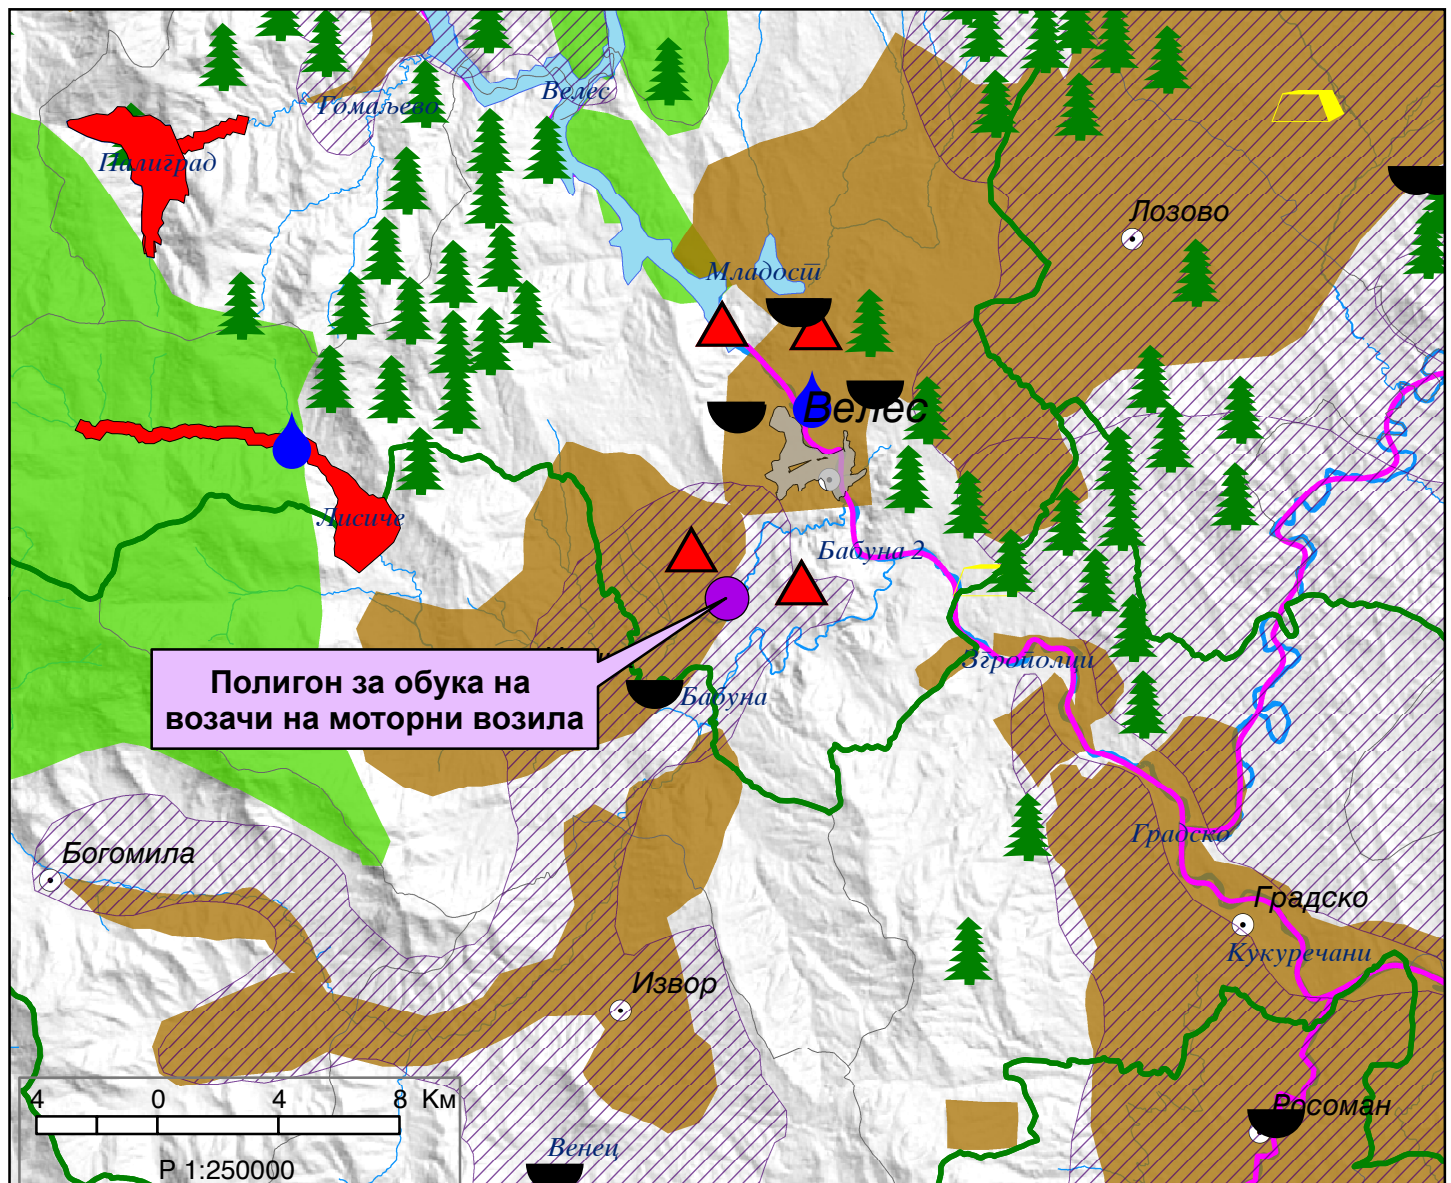 Гомаљево
Велес
Палиград
Лозово
Младост
Велес
Лисиче
Бабуна 2
Згрополци
Полигон за обука на
возачи на моторни возила
Бабуна
Градско
Богомила
Градско
Кукуречани
Извор
4 0 4 8 Км
Росоман
Венец
Р 1:250000